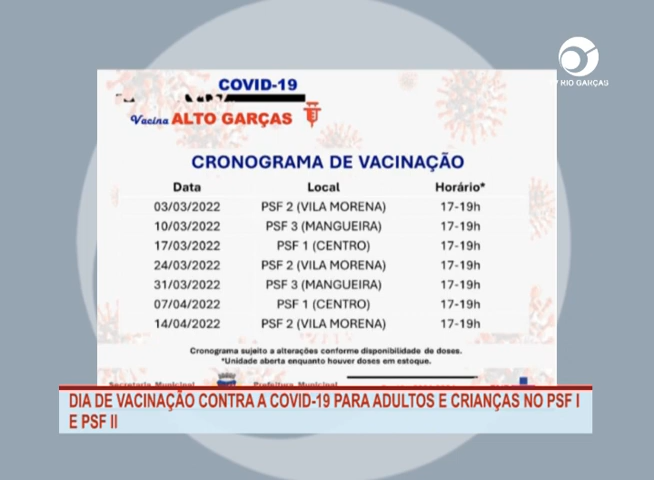 COVID-19
Vacina ALTO GARÇAS
CRONOGRAMA DE VACINAÇÃO
Data Local Horário*
03/03/2022 PSF 2 (VILA MORENA) 17-19h
10/03/2022 PSF 3 (MANGUEIRA) 17-19h
17/03/2022 PSF 1 (CENTRO) 17-19h
24/03/2022 PSF 2 (VILA MORENA) 17-19h
31/03/2022 PSF 3 (MANGUEIRA) 17-19h
07/04/2022 PSF 1 (CENTRO) 17-19h
14/04/2022 PSF 2 (VILA MORENA) 17-19h
Cronograma sujeito a alterações conforme disponibilidade de doses.
*Unidade aberta enquanto houver doses em estoque.
Secretaria Municipal Prefeitura Municipal
DIA DE VACINAÇÃO CONTRA A COVID-19 PARA ADULTOS E CRIANÇAS NO PSF I
E PSF II
RIO GARÇAS